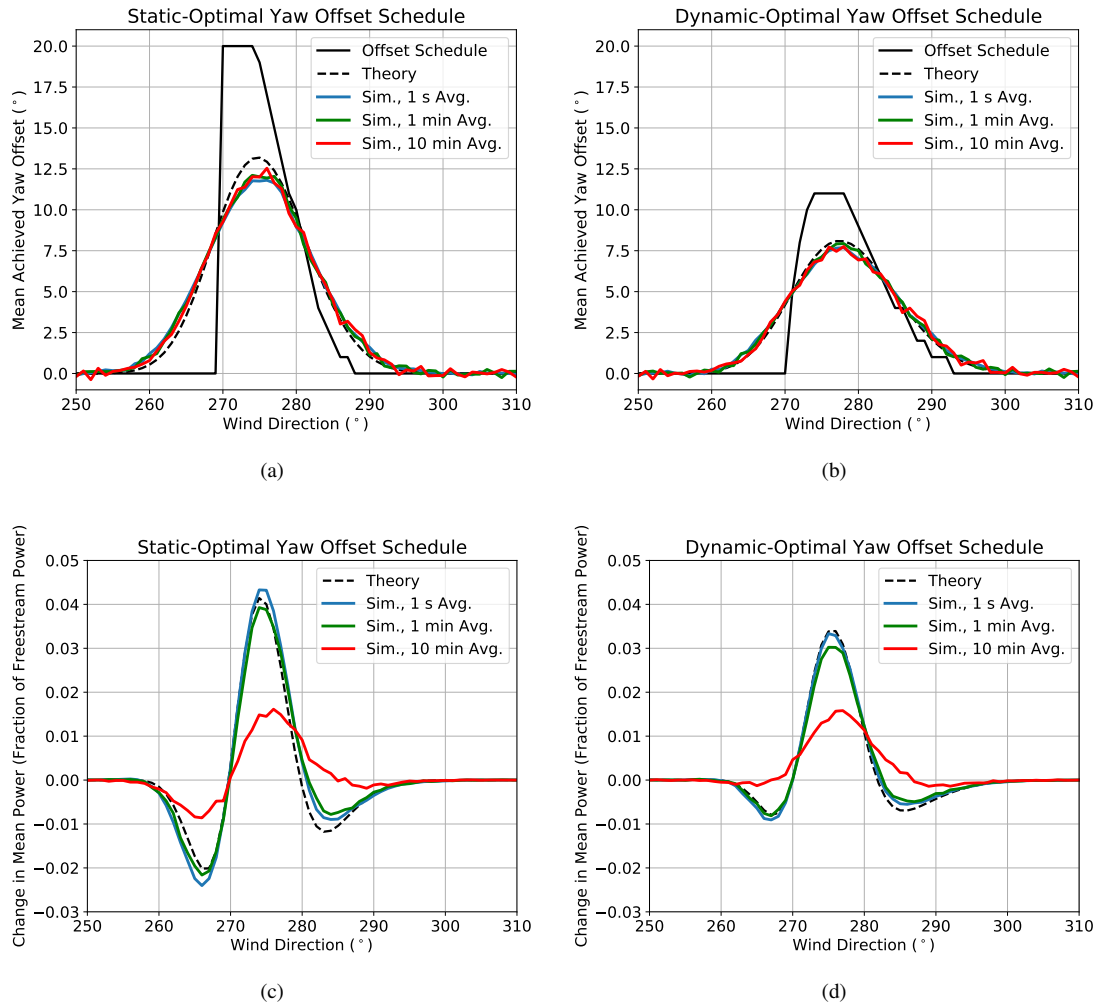 Static-Optimal Yaw Offset Schedule
Mean Achieved Yaw Offset (°)
20.0
17.5
15.0
12.5
10.0
7.5
5.0
2.5
0.0
Offset Schedule
Theory
Sim., 1 s Avg.
Sim., 1 min Avg.
Sim., 10 min Avg.
250 260 270 280 290 300 310
Wind Direction (°)
(a)
Dynamic-Optimal Yaw Offset Schedule
Mean Achieved Yaw Offset (°)
20.0
17.5
15.0
12.5
10.0
7.5
5.0
2.5
0.0
Offset Schedule
Theory
Sim., 1 s Avg.
Sim., 1 min Avg.
Sim., 10 min Avg.
250 260 270 280 290 300 310
Wind Direction (°)
(b)
Static-Optimal Yaw Offset Schedule
Change in Mean Power (Fraction of Freestream Power)
0.05
0.04
0.03
0.02
0.01
0.00
−0.01
−0.02
−0.03
Theory
Sim., 1 s Avg.
Sim., 1 min Avg.
Sim., 10 min Avg.
250 260 270 280 290 300 310
Wind Direction (°)
(c)
Dynamic-Optimal Yaw Offset Schedule
Change in Mean Power (Fraction of Freestream Power)
0.05
0.04
0.03
0.02
0.01
0.00
−0.01
−0.02
−0.03
Theory
Sim., 1 s Avg.
Sim., 1 min Avg.
Sim., 10 min Avg.
250 260 270 280 290 300 310
Wind Direction (°)
(d)